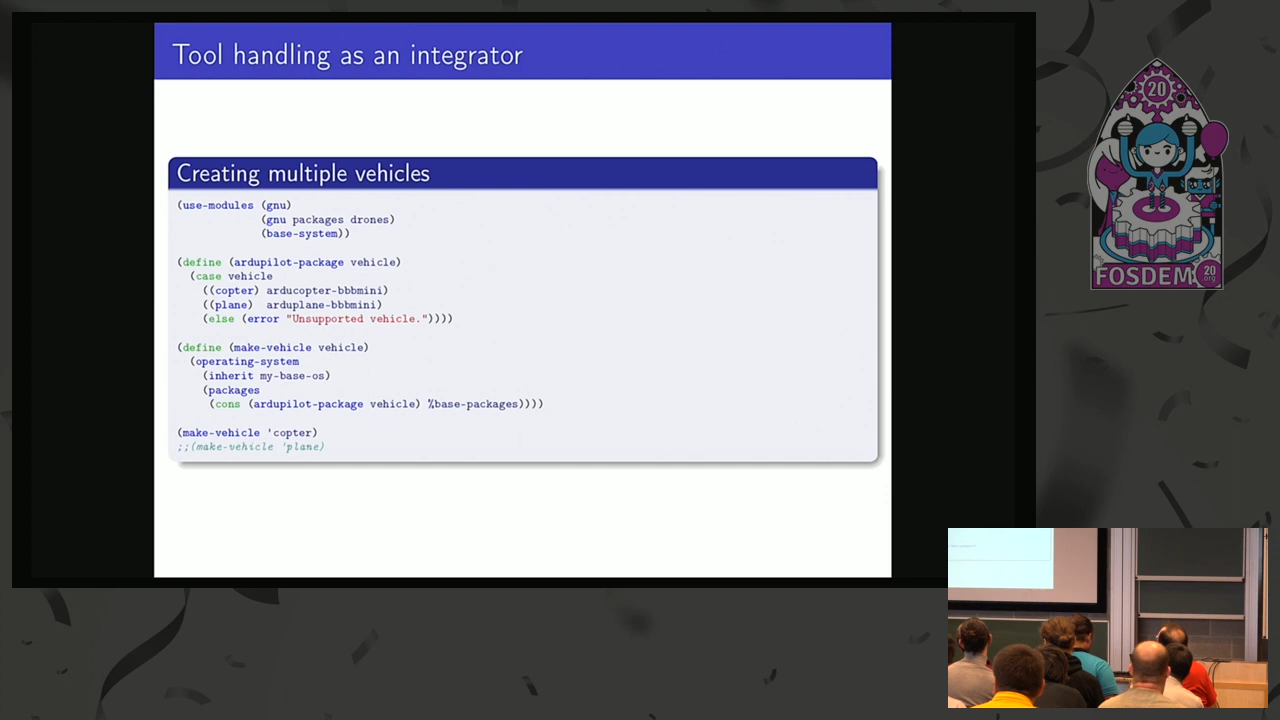 Tool handling as an integrator
Creating multiple vehicles
(use-modules (gnu)
(gnu packages drones)
(base-system))
(define (ardupilot-package vehicle)
(case vehicle
((copter) arducopter-bbbmini)
((plane) arduplane-bbbmini)
(else (error "Unsupported vehicle."))))
(define (make-vehicle vehicle)
(operating-system
(inherit my-base-os)
(packages
(cons (ardupilot-package vehicle) %base-packages))))
(make-vehicle 'copter)
;;(make-vehicle 'plane)
20
FOSDEM
20
.org